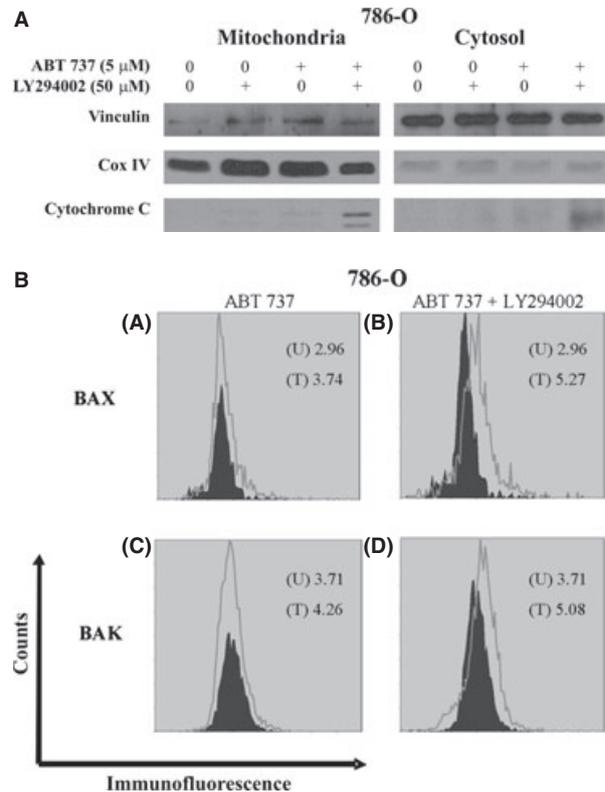 A
786-O
Mitochondria Cytosol
ABT 737 (5 μM) 0 0 + + 0 0 + +
LY294002 (50 μM) 0 + 0 + 0 + 0 +
Vinculin
Cox IV
Cytochrome C
B
786-O
ABT 737 ABT 737 + LY294002
(A) (B)
(U) 2.96 (U) 2.96
(T) 3.74 (T) 5.27
BAX
(C) (D)
(U) 3.71 (U) 3.71
(T) 4.26 (T) 5.08
BAK
Counts
Immunofluorescence